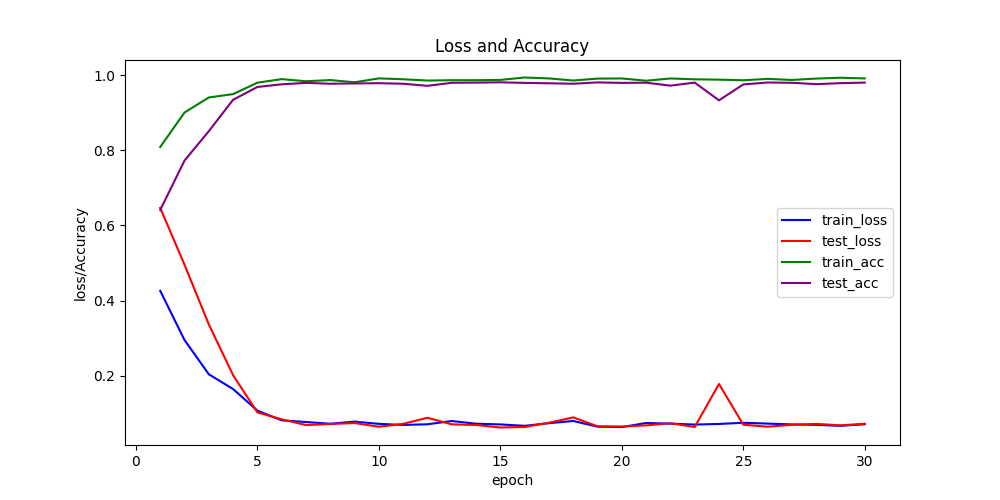 Loss and Accuracy
1.0
0.8
0.6
0.4
0.2
loss/Accuracy
train_loss
test_loss
train_acc
test_acc
0 5 10 15 20 25 30
epoch